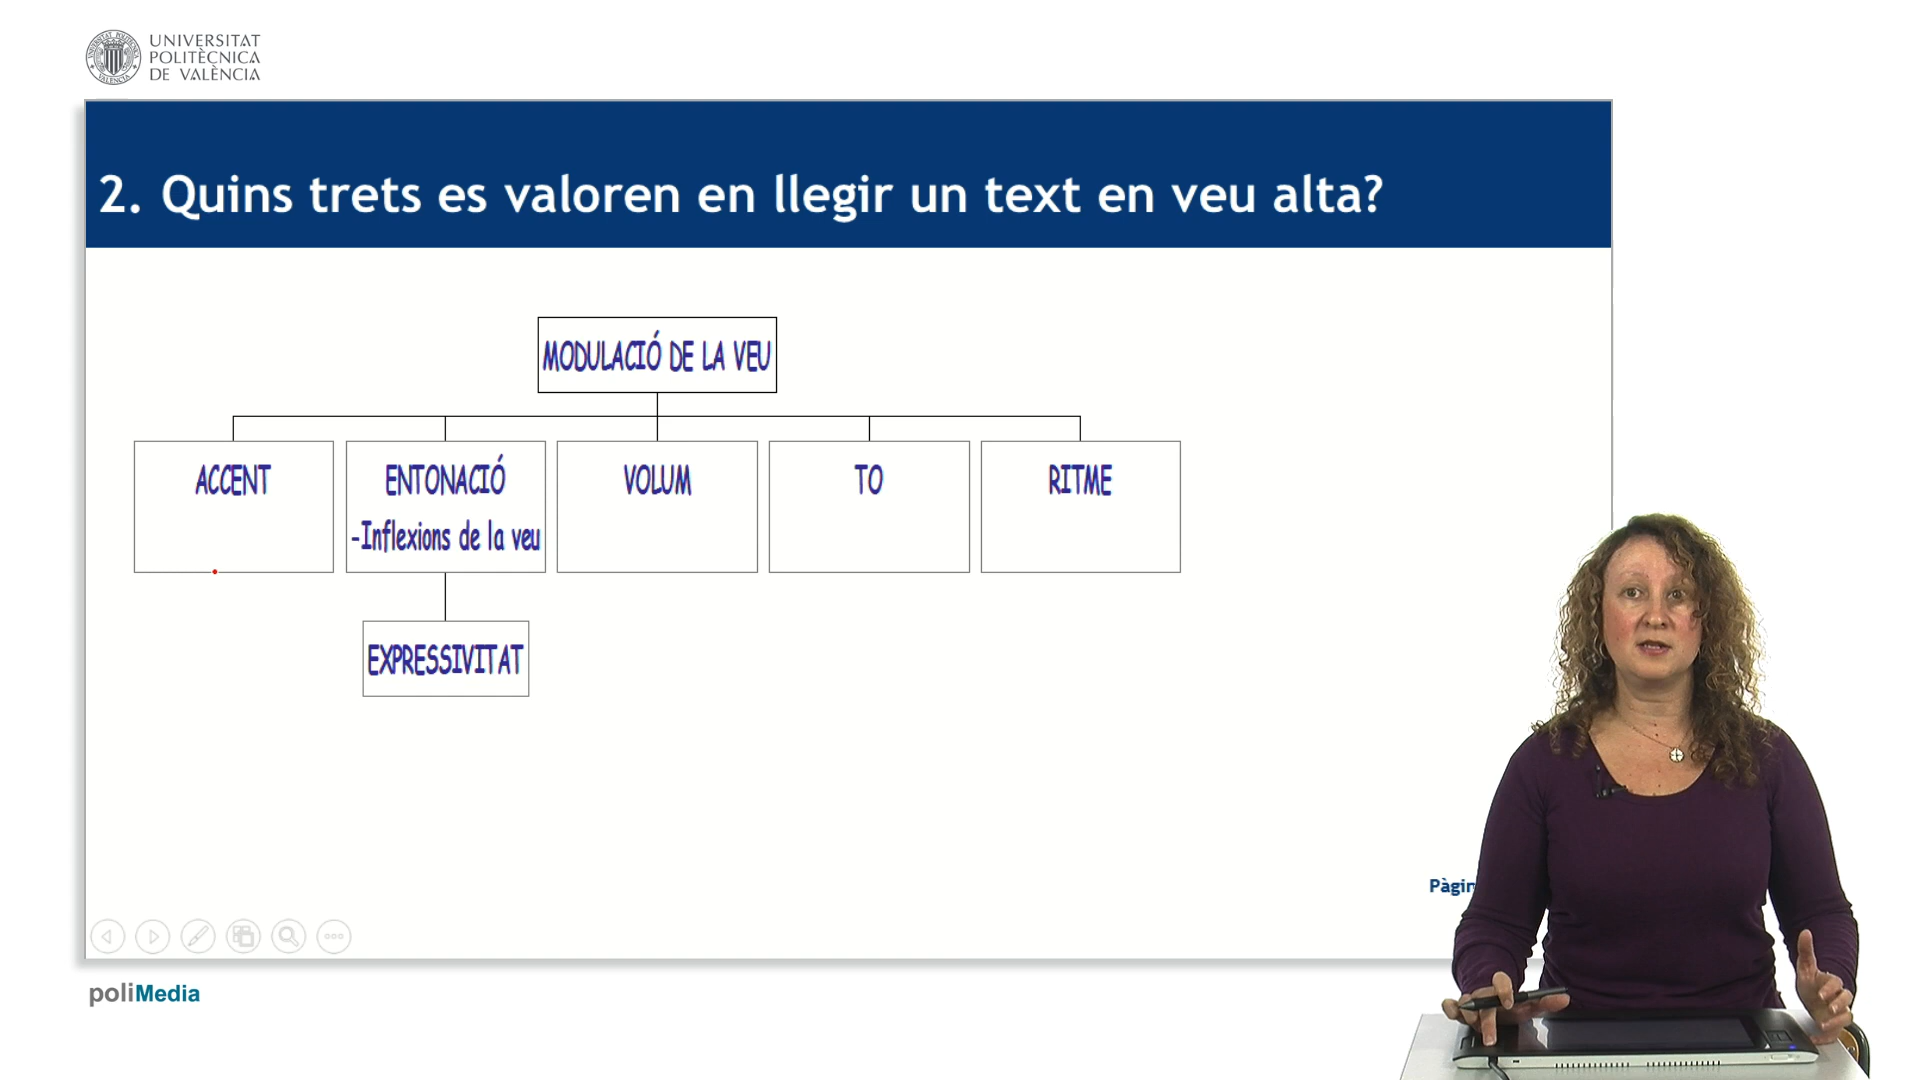 UNIVERSITAT
POLITÈCNICA
DE VALÈNCIA
2. Quins trets es valoren en llegir un text en veu alta?
MODULACIÓ DE LA VEU
ACCENT
ENTONACIÓ
-Inflexions de la veu
VOLUM
TO
RITME
EXPRESSIVITAT
poliMedia